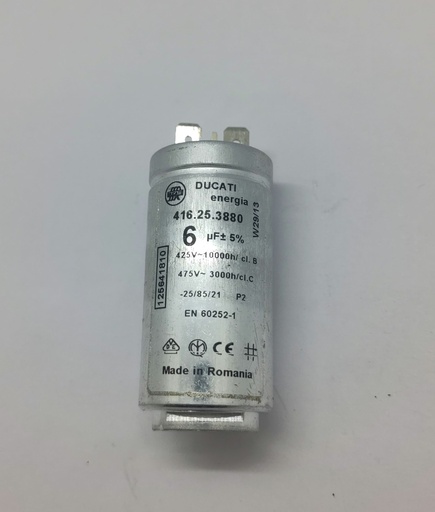 DUCATI
energia
416.25.3880
6 µF± 5%
425V~10000h/ cl. B
475V~ 3000h/cl.C
-25/85/21 P2
EN 60252-1
CE
Made in Romania
125641810
W29/13